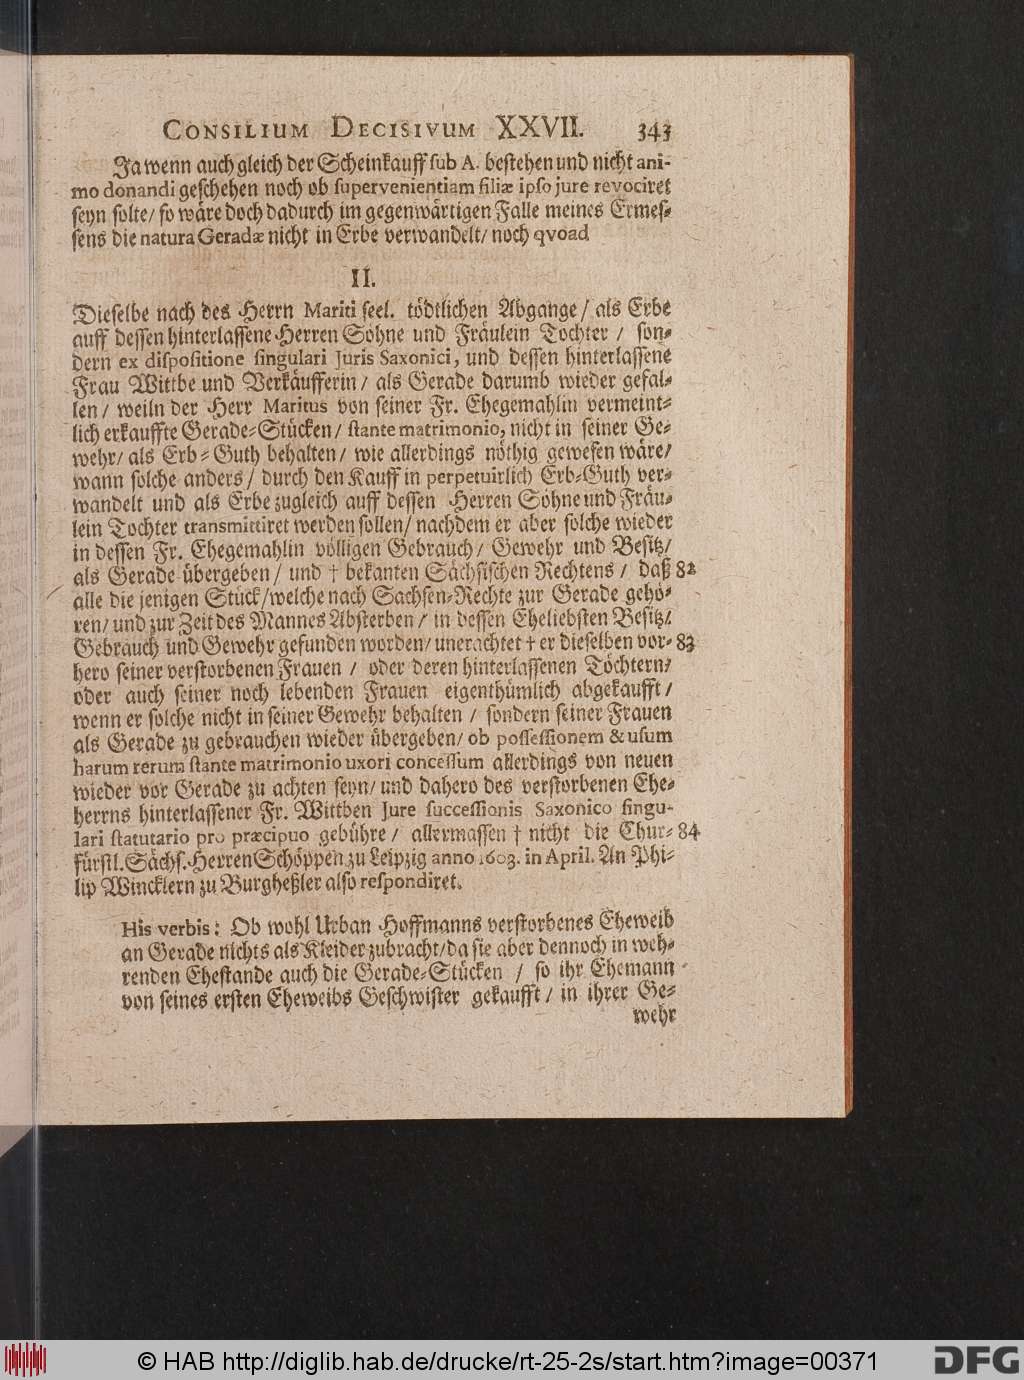 CONSILIUM DECISIVUM XXVII. 343
Ja wenn auch gleich der Scheinkauff sub A. bestehen und nicht ani-
mo donandi geschehen noch ob supervenientiam filiæ ipso jure revociret
seyn solte/ so wäre doch dadurch im gegenwärtigen Falle meines Ermes-
sens die natura Geradæ nicht in Erbe verwandelt/ noch qvoad
II.
Dieselbe nach des Herrn Mariti seel. tödtlichen Abgange/ als Erbe
auff dessen hinterlassene Herren Sohne und Fräulein Tochter / son-
dern ex dispositione singulari Juris Saxonici, und dessen hinterlassene
Frau Wittbe und Verkäufferin/ als Gerade darumb wieder gefal-
len/ weiln der Herr Maritus von seiner Fr. Ehegemahlin vermeint-
lich erkauffte Gerade-Stücken/ stante matrimonio, nicht in seiner Ge-
wehr/ als Erb-Guth behalten/ wie allerdings nöthig gewesen wäre/
wann solche anders/ durch den Kauff in perpetuirlich Erb-Guth ver-
wandelt und als Erbe zugleich auff dessen Herren Söhne und Fräu-
lein Tochter transmittiret werden sollen/ nachdem er aber solche wieder
in dessen Fr. Ehegemahlin völligen Gebrauch/ Gewehr und Besitz/
als Gerade übergeben/ und † bekanten Sächsischen Rechtens/ daß 82
alle die jenigen Stück/welche nach Sachsen-Rechte zur Gerade gehö-
ren/ und zur Zeit des Mannes Absterben/ in dessen Eheliebsten Besitz/
Gebrauch und Gewehr gefunden worden/ unerachtet † er dieselben vor- 83
hero seiner verstorbenen Frauen / oder deren hinterlassenen Töchtern/
oder auch seiner noch lebenden Frauen eigenthümlich abgekaufft/
wenn er solche nicht in seiner Gewehr behalten / sondern seiner Frauen
als Gerade zu gebrauchen wieder übergeben/ ob possessionem & usum
harum rerum stante matrimonio uxori concessum allerdings von neuen
wieder vor Gerade zu achten seyn/ und dahero des verstorbenen Ehe-
herrns hinterlassener Fr. Wittben Jure successionis Saxonico singu-
lari statutario pro præcipuo gebühre/ allermassen † nicht die Chur- 84
fürstl. Sächs. Herren Schöppen zu Leipzig anno 1603. in April. An Phi-
lip Wincklern zu Burgheßler also respondiret.
His verbis: Ob wohl Urban Hoffmanns verstorbenes Eheweib
an Gerade nichts als Kleider zubracht/ da sie aber dennoch in weh-
renden Ehestande auch die Gerade-Stücken / so ihr Ehemann
von seines ersten Eheweibs Geschwister gekaufft/ in ihrer Ge-
wehr
© HAB http://diglib.hab.de/drucke/rt-25-2s/start.htm?image=00371
DFG